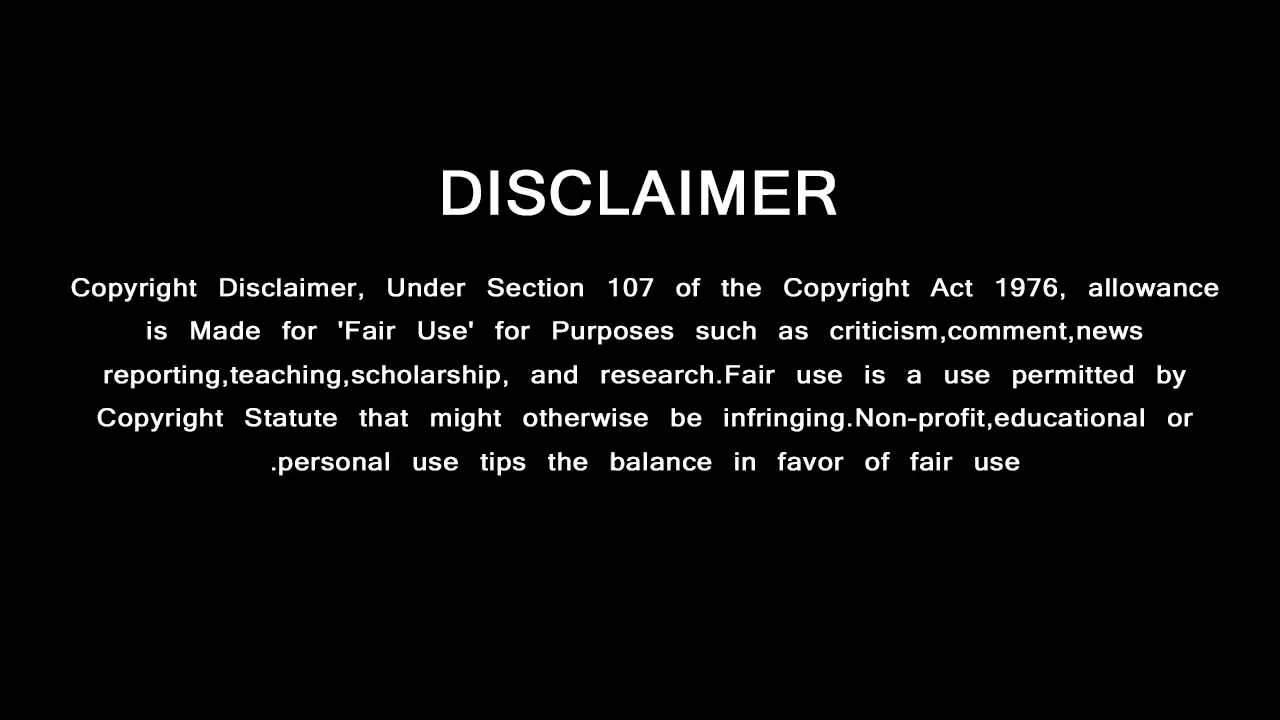 DISCLAIMER
Copyright Disclaimer, Under Section 107 of the Copyright Act 1976, allowance
is Made for 'Fair Use' for Purposes such as criticism,comment,news
reporting,teaching,scholarship, and research.Fair use is a use permitted by
Copyright Statute that might otherwise be infringing.Non-profit,educational or
.personal use tips the balance in favor of fair use